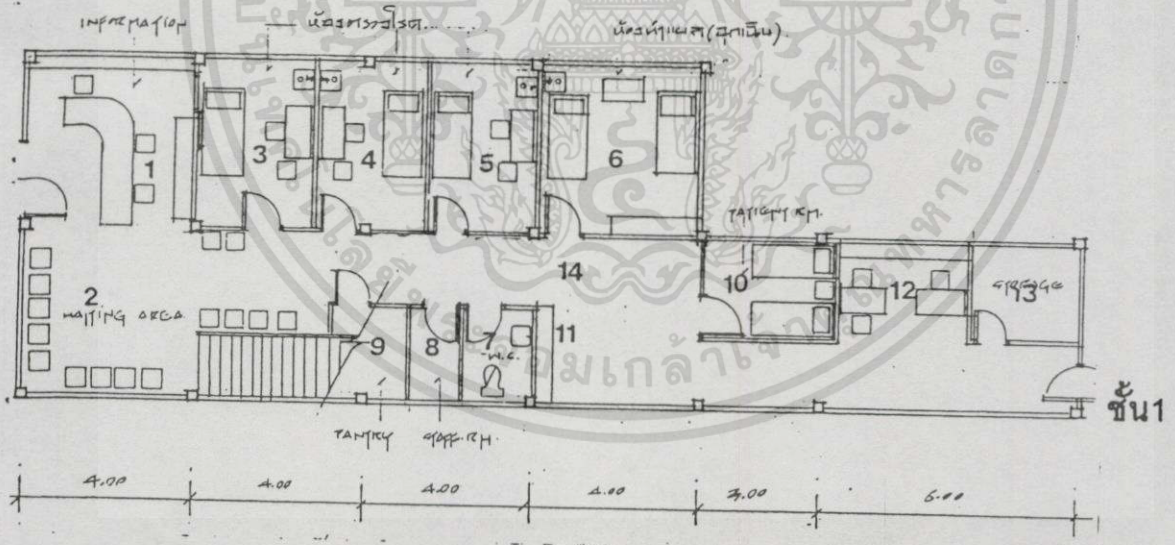 INFORMATION
ห้องตรวจโรค
ห้องทำแผล(ฉุกเฉิน)
1
3
4
5
6
PATIENT RM.
2
WAITING AREA
14
10
12
13
STORAGE
9
8
7
W.C.
11
PANTRY
STAFF RM.
ชั้น1
4.00
4.00
4.00
4.00
3.00
6.00